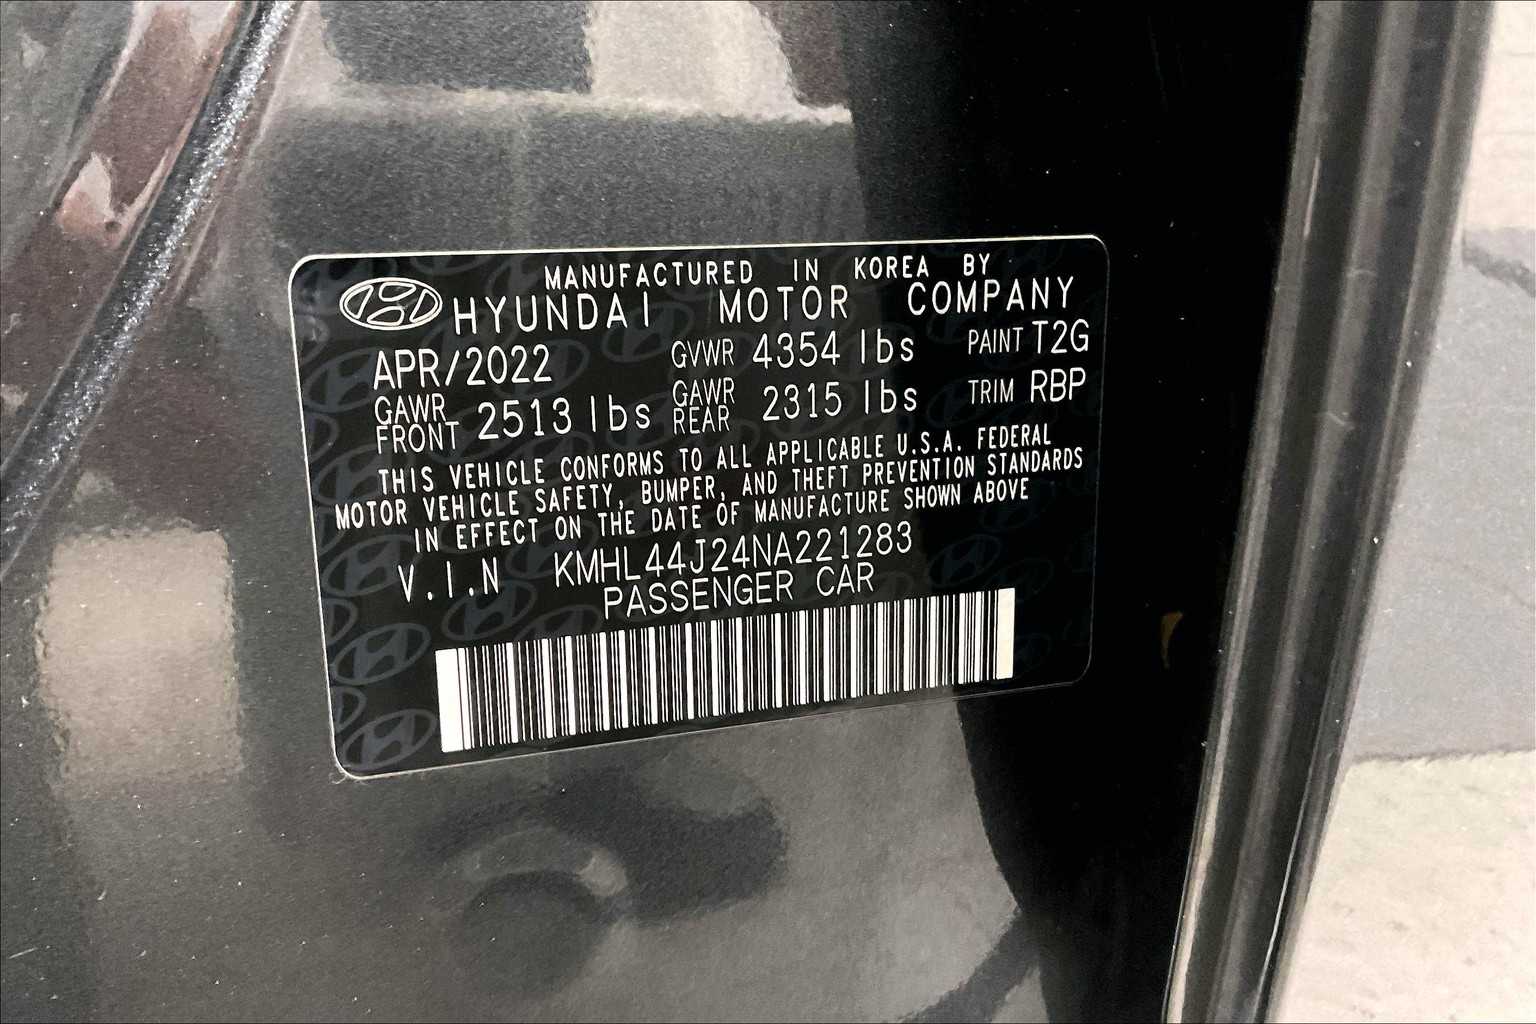 MANUFACTURED IN KOREA BY
HYUNDAI MOTOR COMPANY
APR/2022 GVWR 4354 lbs PAINT T2G
GAWR FRONT 2513 lbs GAWR REAR 2315 lbs TRIM RBP
THIS VEHICLE CONFORMS TO ALL APPLICABLE U.S.A. FEDERAL
MOTOR VEHICLE SAFETY, BUMPER, AND THEFT PREVENTION STANDARDS
IN EFFECT ON THE DATE OF MANUFACTURE SHOWN ABOVE
V.I.N KMHL44J24NA221283
PASSENGER CAR